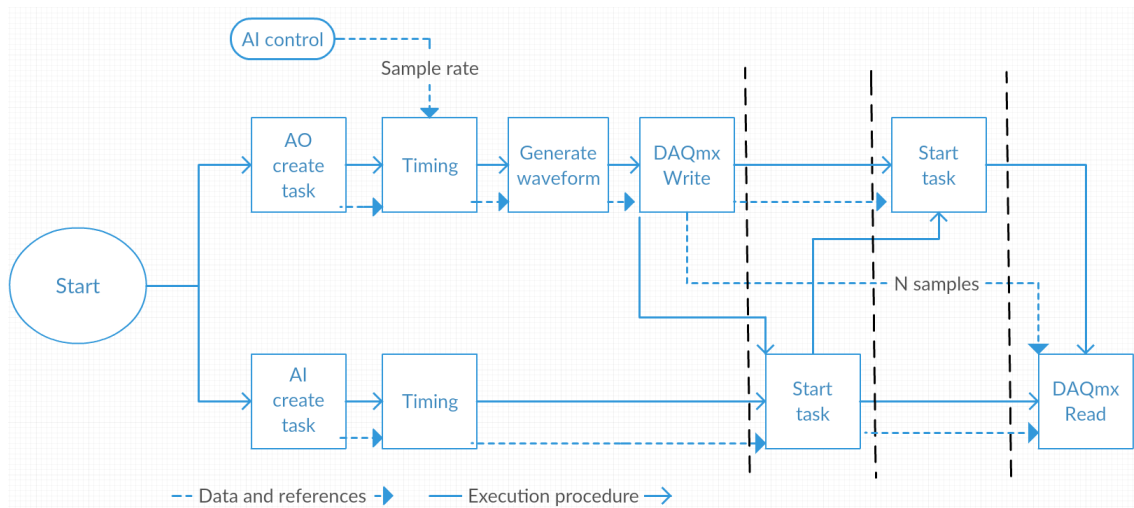 AI control
Sample rate
AO
create
task
Timing
Generate
waveform
DAQmx
Write
Start
task
Start
N samples
AI
create
task
Timing
Start
task
DAQmx
Read
Data and references
Execution procedure